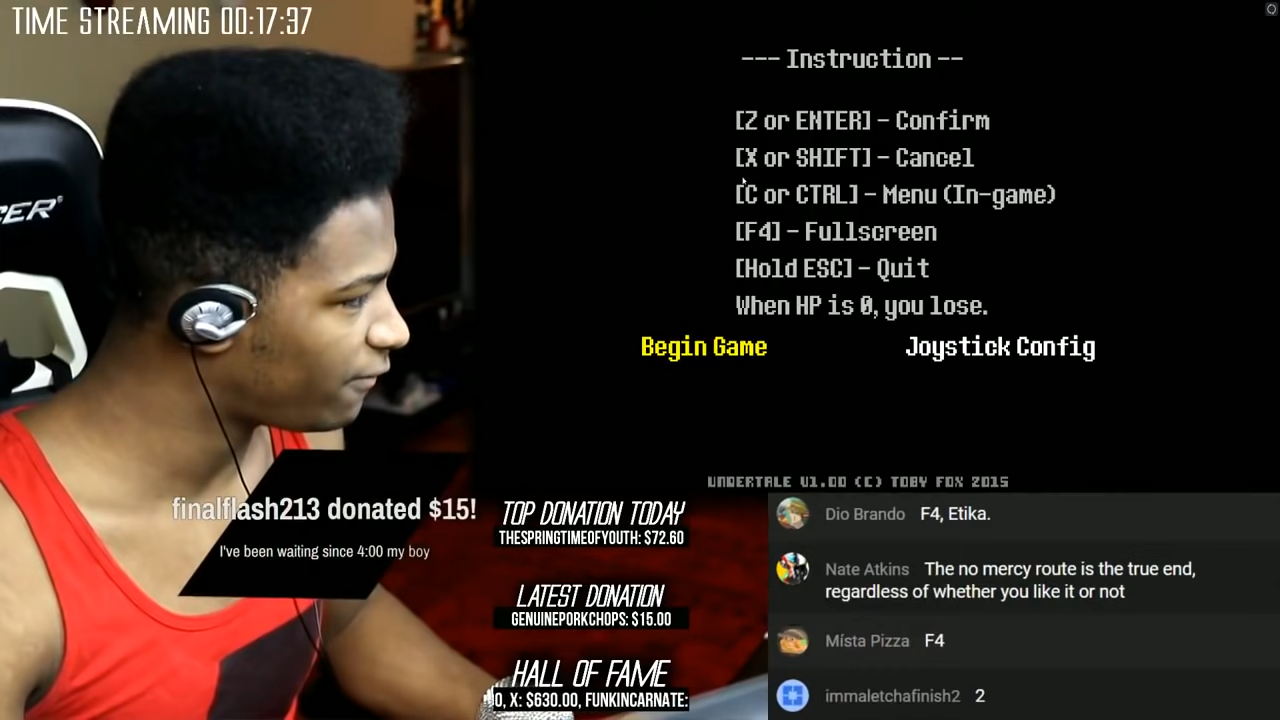 TIME STREAMING 00:17:37
--- Instruction --
[Z or ENTER] - Confirm
[X or SHIFT] - Cancel
[C or CTRL] - Menu (In-game)
[F4] - Fullscreen
[Hold ESC] - Quit
When HP is 0, you lose.
Begin Game
Joystick Config
UNDERTALE V1.00 (C) TOBY FOX 2015
finalflash213 donated $15!
I've been waiting since 4:00 my boy
TOP DONATION TODAY
THESPRINGTIMEOFYOUTH: $72.60
LATEST DONATION
GENUINEPORKCHOPS: $15.00
HALL OF FAME
X: $630.00, FUNKINCARNATE:
Dio Brando F4, Etika.
Nate Atkins The no mercy route is the true end,
regardless of whether you like it or not
Místa Pizza F4
immaletchafinish2 2